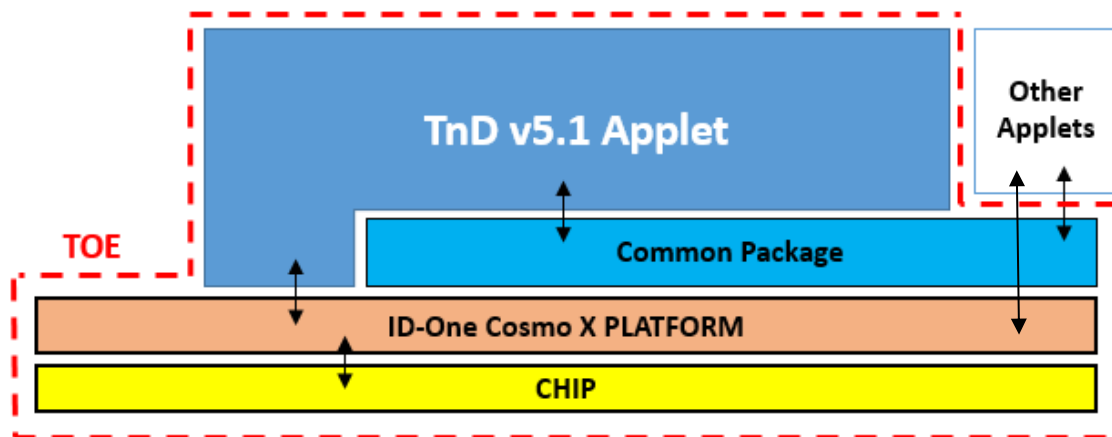 TnD v5.1 Applet
Other
Applets
TOE
Common Package
ID-One Cosmo X PLATFORM
CHIP